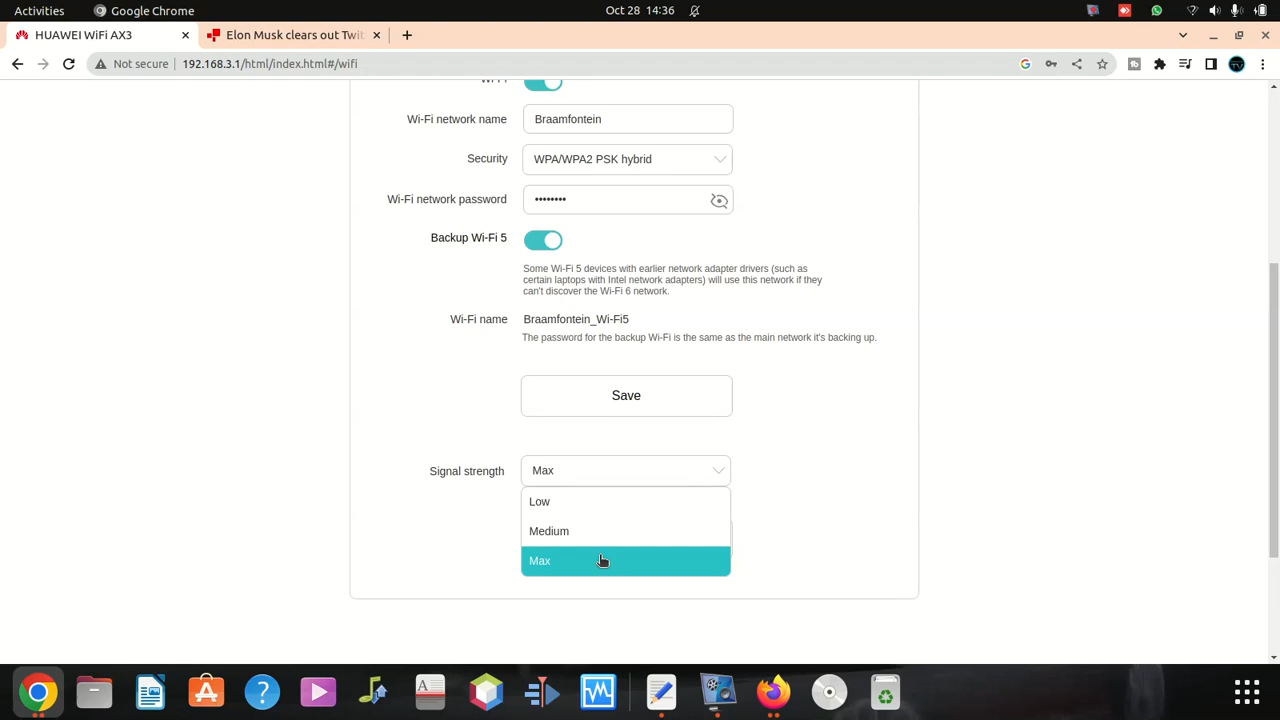 Activities
Google Chrome
Oct 28 14:36
HUAWEI WiFi AX3
Elon Musk clears out Twit
Not secure
192.168.3.1/html/index.html#/wifi
Wi-Fi
Wi-Fi network name
Braamfontein
Security
WPA/WPA2 PSK hybrid
Wi-Fi network password
••••••••
Backup Wi-Fi 5
Some Wi-Fi 5 devices with earlier network adapter drivers (such as
certain laptops with Intel network adapters) will use this network if they
can't discover the Wi-Fi 6 network.
Wi-Fi name
Braamfontein_Wi-Fi5
The password for the backup Wi-Fi is the same as the main network it's backing up.
Save
Signal strength
Max
Low
Medium
Max